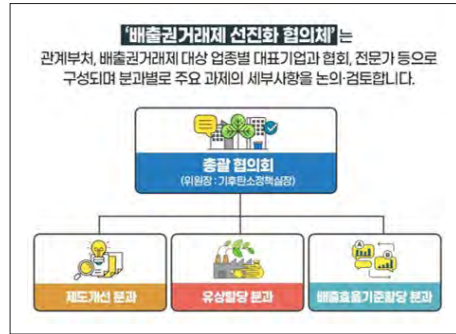 '배출권거래제 선진화 협의체'는
관계부처, 배출권거래제 대상 업종별 대표기업과 협회, 전문가 등으로
구성되며 분과별로 주요 과제의 세부사항을 논의·검토합니다.
총괄 협의회
(위원장 : 기후탄소정책실장)
제도개선 분과
유상할당 분과
배출효율기준할당 분과